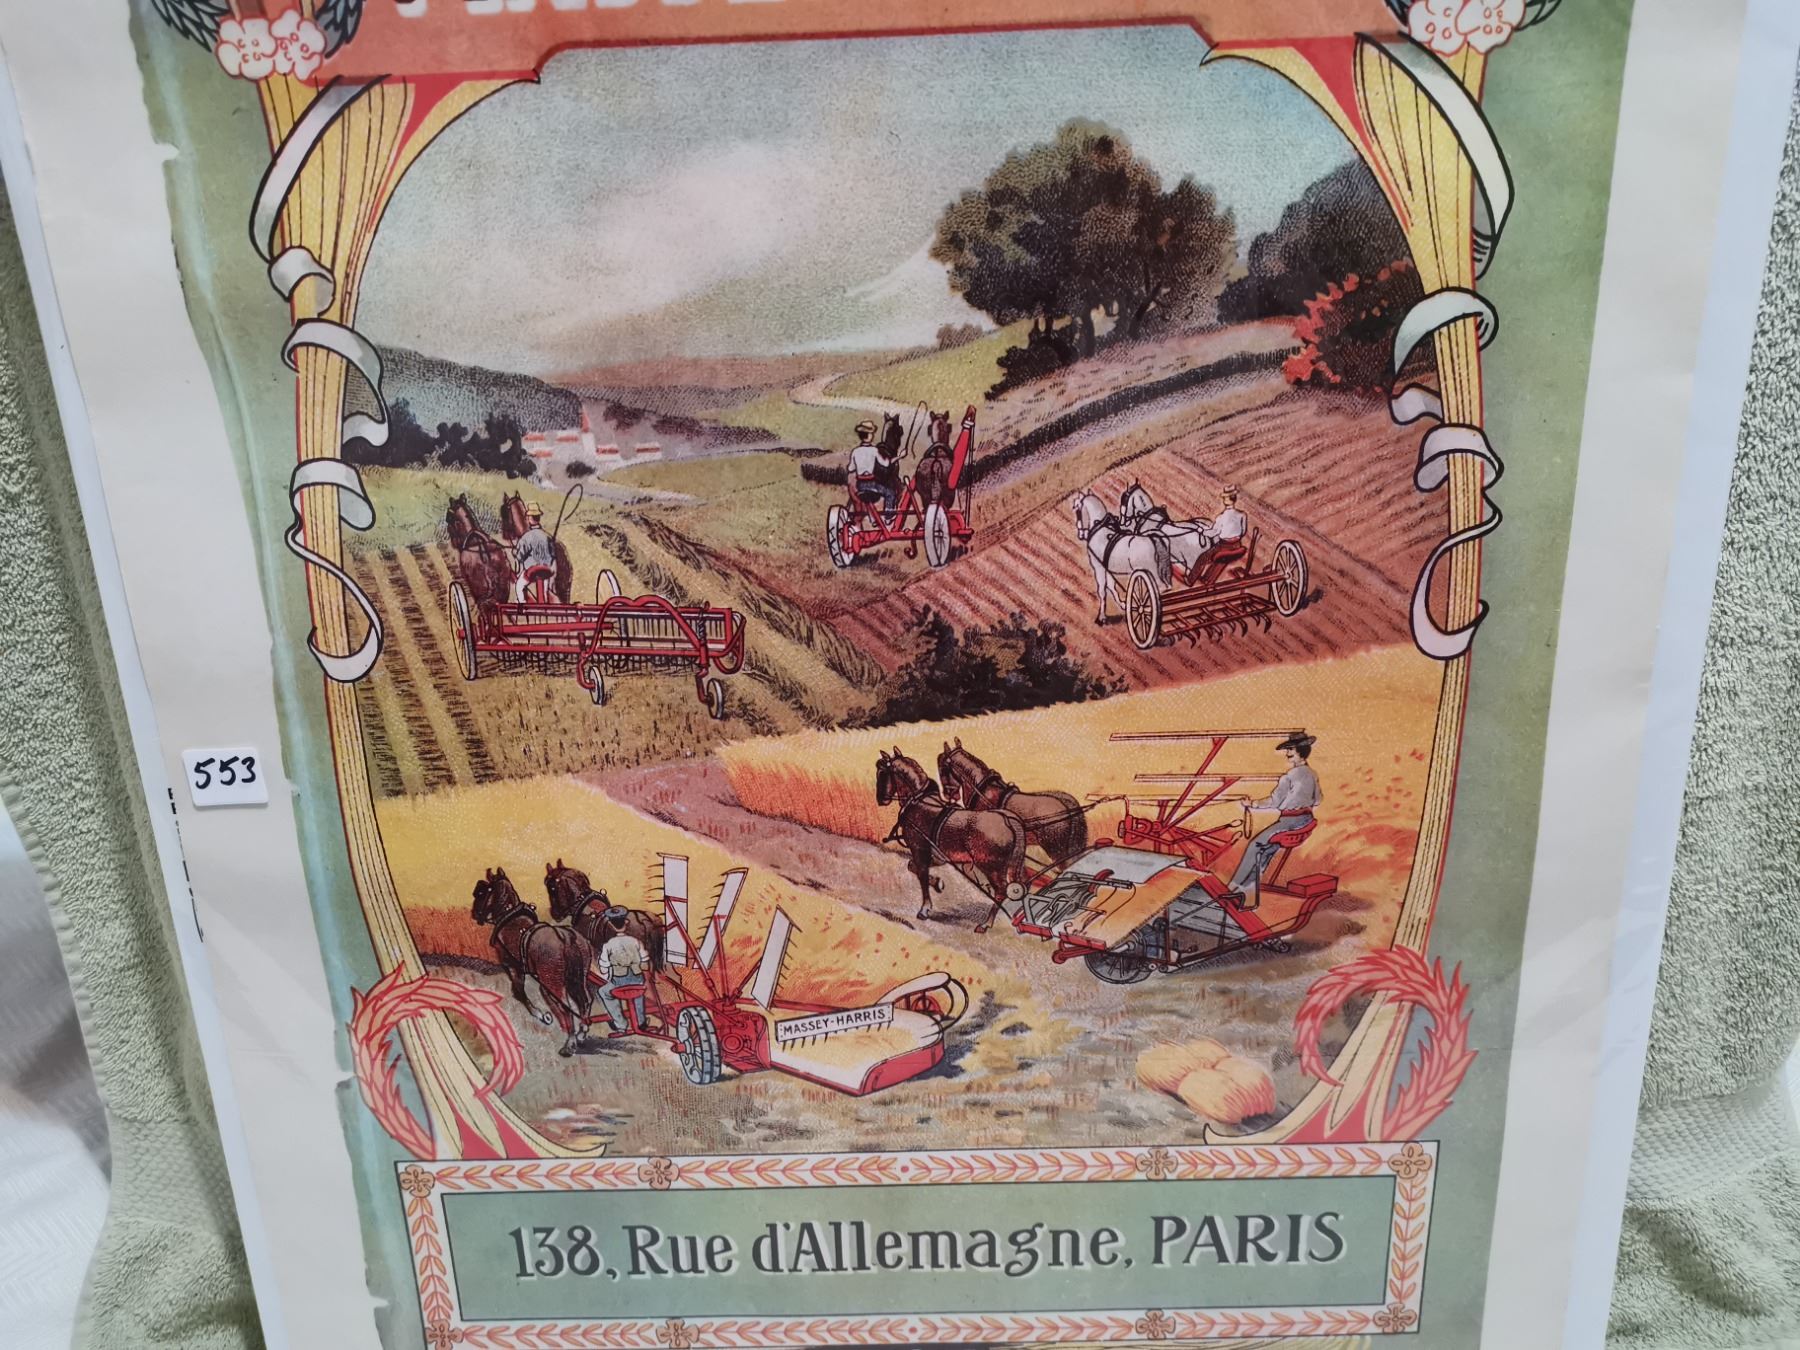 553
MASSEY-HARRIS
138, Rue d'Allemagne, PARIS